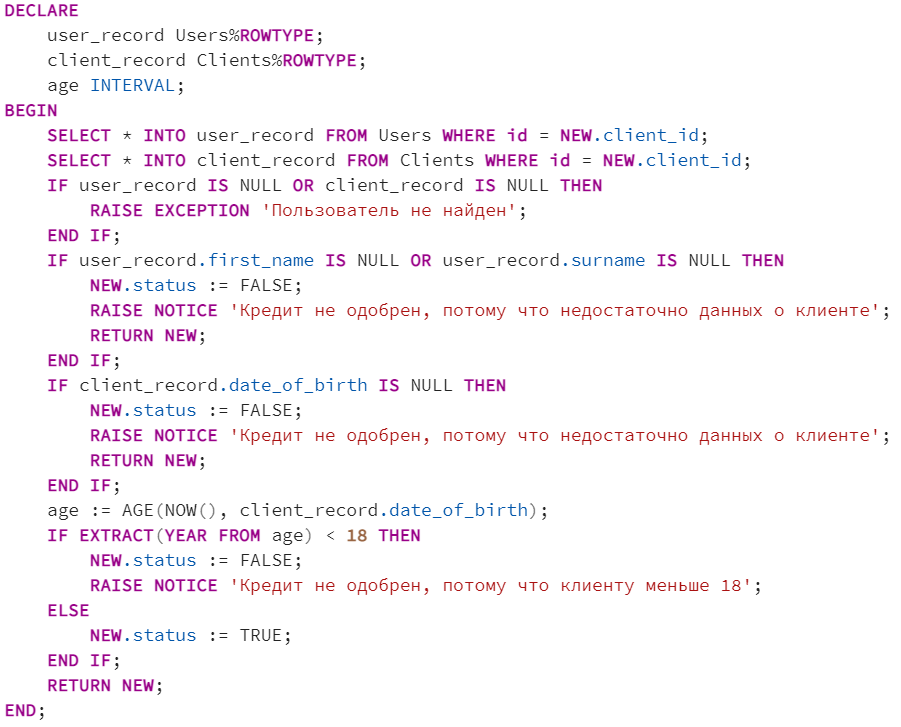 DECLARE
    user_record Users%ROWTYPE;
    client_record Clients%ROWTYPE;
    age INTERVAL;
BEGIN
    SELECT * INTO user_record FROM Users WHERE id = NEW.client_id;
    SELECT * INTO client_record FROM Clients WHERE id = NEW.client_id;
    IF user_record IS NULL OR client_record IS NULL THEN
        RAISE EXCEPTION 'Пользователь не найден';
    END IF;
    IF user_record.first_name IS NULL OR user_record.surname IS NULL THEN
        NEW.status := FALSE;
        RAISE NOTICE 'Кредит не одобрен, потому что недостаточно данных о клиенте';
        RETURN NEW;
    END IF;
    IF client_record.date_of_birth IS NULL THEN
        NEW.status := FALSE;
        RAISE NOTICE 'Кредит не одобрен, потому что недостаточно данных о клиенте';
        RETURN NEW;
    END IF;
    age := AGE(NOW(), client_record.date_of_birth);
    IF EXTRACT(YEAR FROM age) < 18 THEN
        NEW.status := FALSE;
        RAISE NOTICE 'Кредит не одобрен, потому что клиенту меньше 18';
    ELSE
        NEW.status := TRUE;
    END IF;
    RETURN NEW;
END;